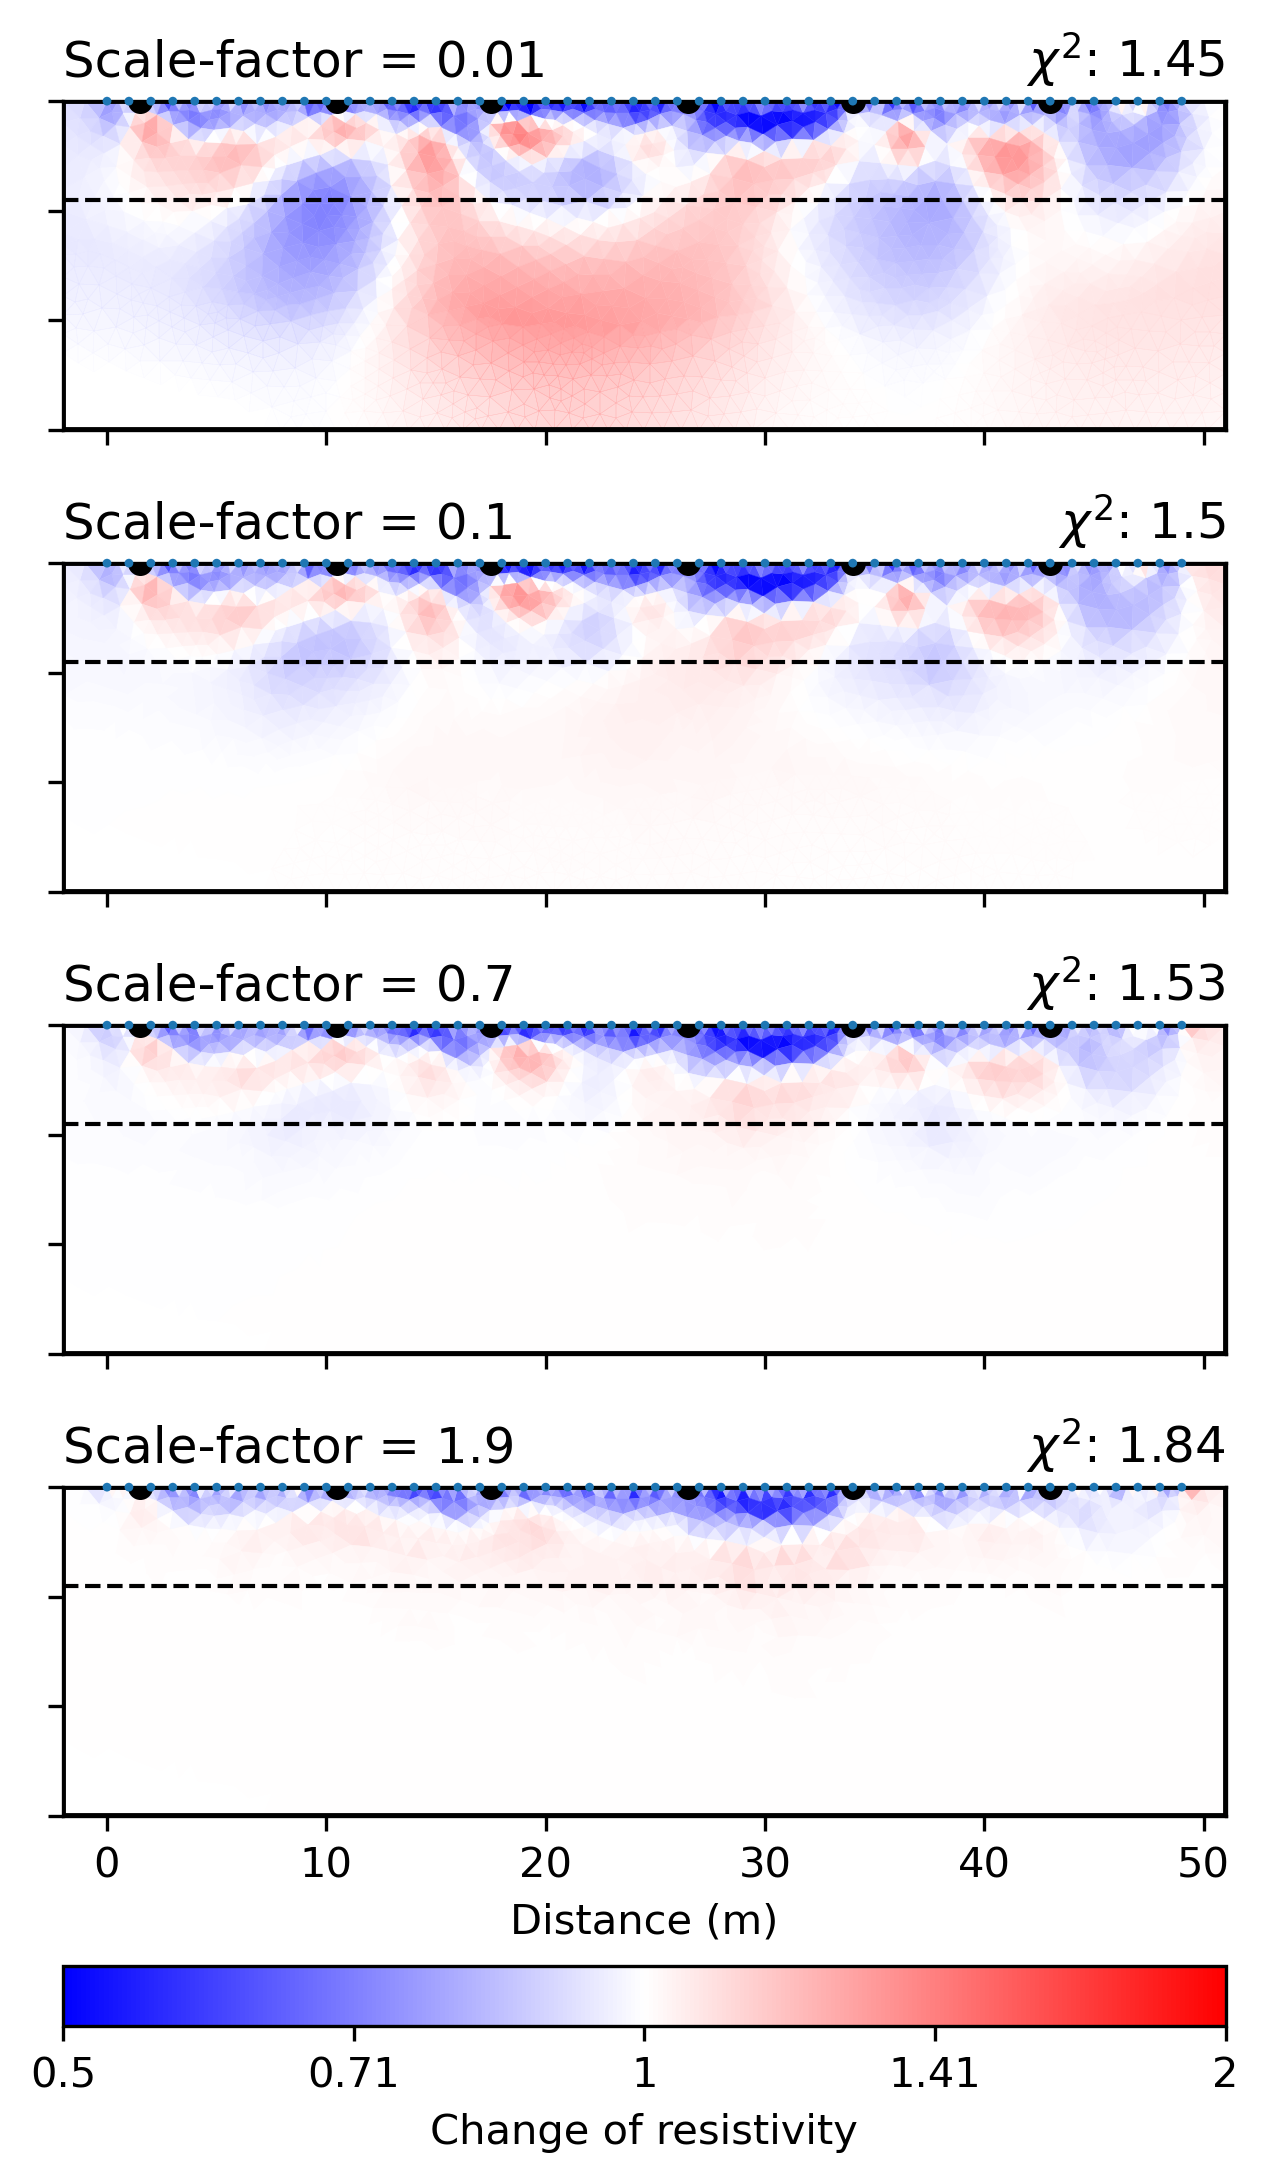 Scale-factor = 0.01 χ²: 1.45
Scale-factor = 0.1 χ²: 1.5
Scale-factor = 0.7 χ²: 1.53
Scale-factor = 1.9 χ²: 1.84
0 10 20 30 40 50
Distance (m)
0.5 0.71 1 1.41 2
Change of resistivity